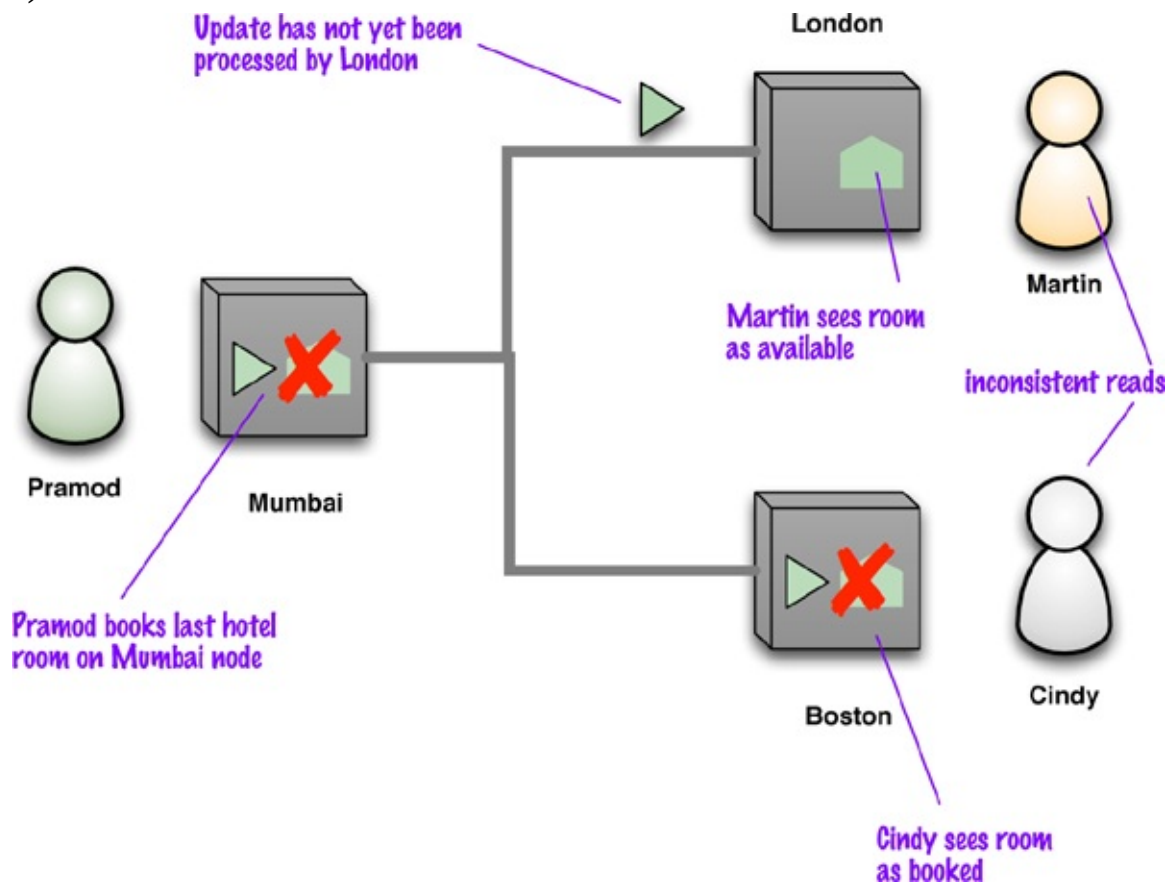 Update has not yet been
processed by London
London
Martin
Martin sees room
as available
inconsistent reads
Pramod
Mumbai
Pramod books last hotel
room on Mumbai node
Cindy
Boston
Cindy sees room
as booked